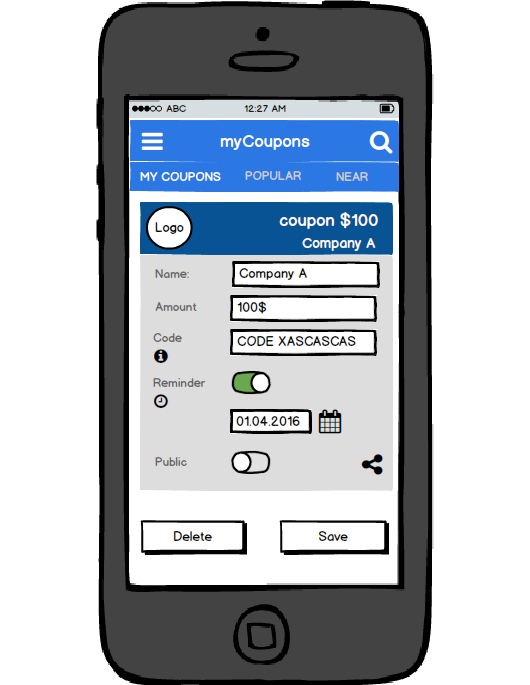 ABC 12:27 AM
myCoupons
MY COUPONS POPULAR NEAR
Logo
coupon $100
Company A
Name: Company A
Amount 100$
Code CODE XASCASCAS
Reminder
01.04.2016
Public
Delete Save